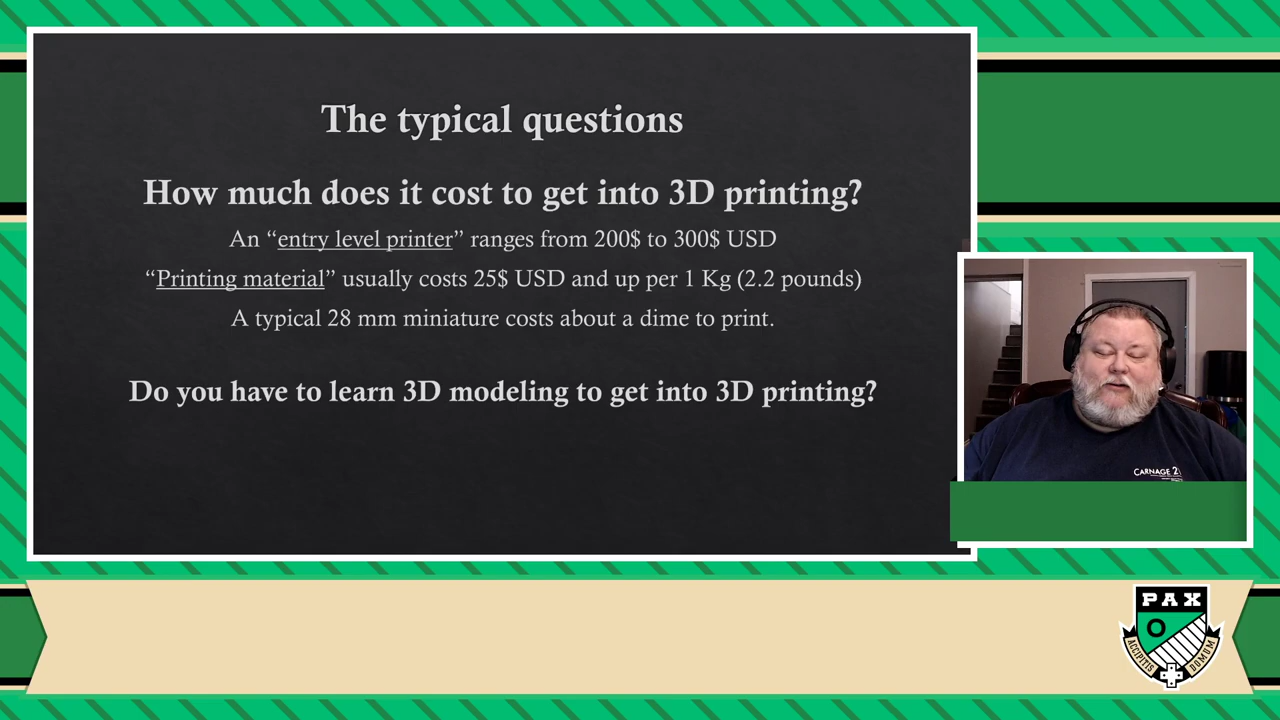 The typical questions
How much does it cost to get into 3D printing?
An “entry level printer” ranges from 200$ to 300$ USD
“Printing material” usually costs 25$ USD and up per 1 Kg (2.2 pounds)
A typical 28 mm miniature costs about a dime to print.
Do you have to learn 3D modeling to get into 3D printing?
CARNAGE 2
PAX
ACCIPITIS DOMUM